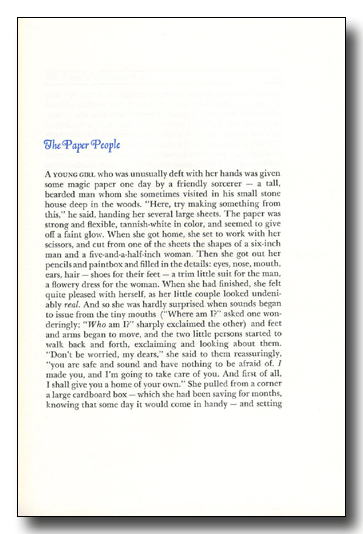 The Paper People
A YOUNG GIRL who was unusually deft with her hands was given
some magic paper one day by a friendly sorcerer — a tall,
bearded man whom she sometimes visited in his small stone
house deep in the woods. "Here, try making something from
this," he said, handing her several large sheets. The paper was
strong and flexible, tannish-white in color, and seemed to give
off a faint glow. When she got home, she set to work with her
scissors, and cut from one of the sheets the shapes of a six-inch
man and a five-and-a-half-inch woman. Then she got out her
pencils and paintbox and filled in the details: eyes, nose, mouth,
ears, hair — shoes for their feet — a trim little suit for the man,
a flowery dress for the woman. When she had finished, she felt
quite pleased with herself, as her little couple looked undeni-
ably real. And so she was hardly surprised when sounds began
to issue from the tiny mouths ("Where am I?" asked one won-
deringly; "Who am I?" sharply exclaimed the other) and feet
and arms began to move, and the two little persons started to
walk back and forth, exclaiming and looking about them.
"Don't be worried, my dears," she said to them reassuringly,
"you are safe and sound and have nothing to be afraid of. I
made you, and I'm going to take care of you. And first of all,
I shall give you a home of your own." She pulled from a corner
a large cardboard box — which she had been saving for months,
knowing that some day it would come in handy — and setting